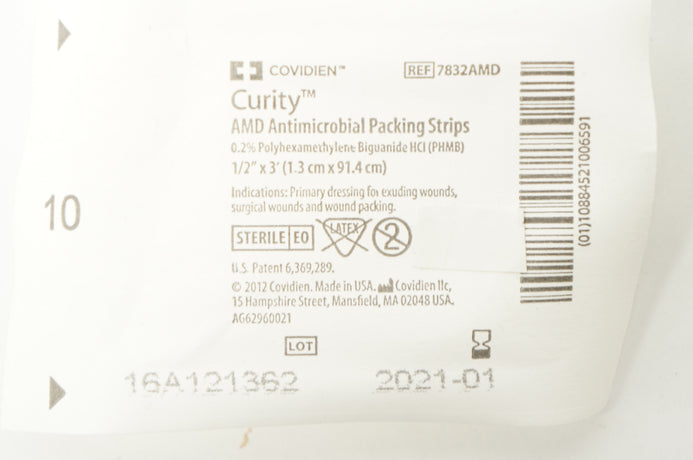 COVIDIEN™
REF 7832AMD
Curity™
AMD Antimicrobial Packing Strips
0.2% Polyhexamethylene Biguanide HCl (PHMB)
1/2" x 3' (1.3 cm x 91.4 cm)
Indications: Primary dressing for exuding wounds,
surgical wounds and wound packing.
STERILE EO LATEX 2
U.S. Patent 6,369,289.
© 2012 Covidien. Made in USA. Covidien llc,
15 Hampshire Street, Mansfield, MA 02048 USA.
AG62960021
LOT
16A121362 2021-01
10
(01)10884521006591